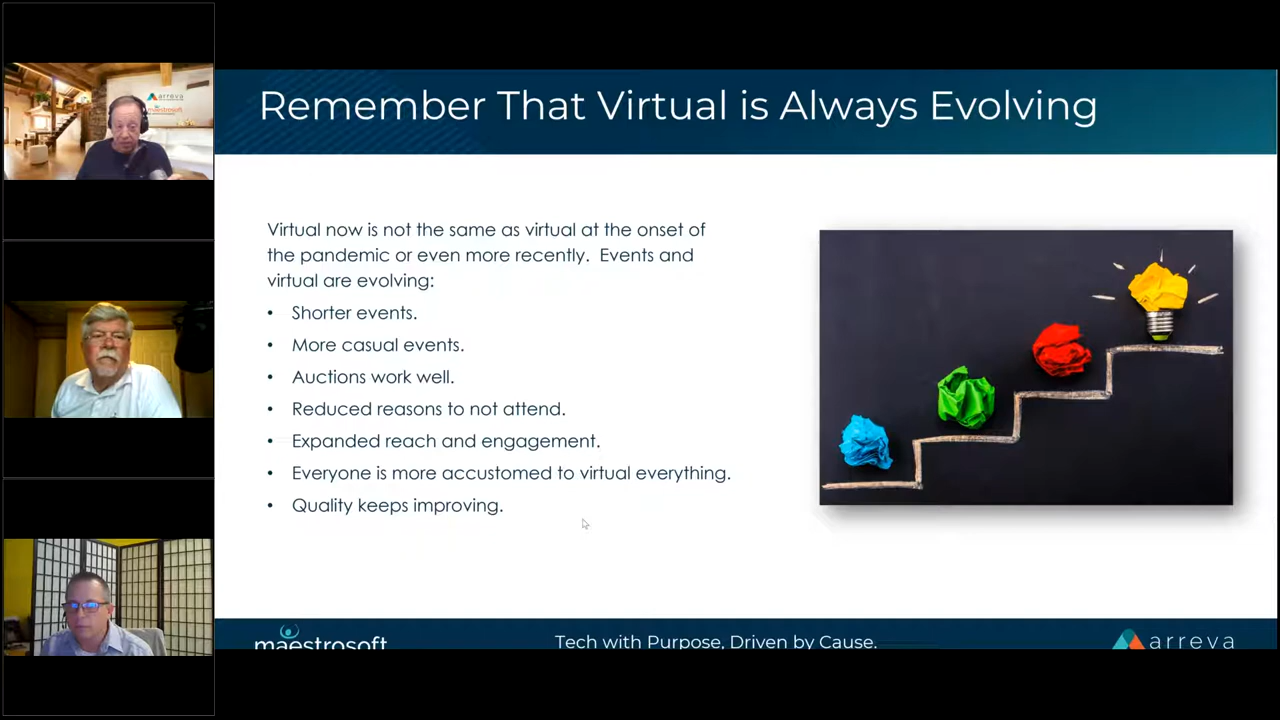 arreva
maestrosoft
Remember That Virtual is Always Evolving
Virtual now is not the same as virtual at the onset of
the pandemic or even more recently.  Events and
virtual are evolving:
• Shorter events.
• More casual events.
• Auctions work well.
• Reduced reasons to not attend.
• Expanded reach and engagement.
• Everyone is more accustomed to virtual everything.
• Quality keeps improving.
maestrosoft
Tech with Purpose, Driven by Cause.
arreva